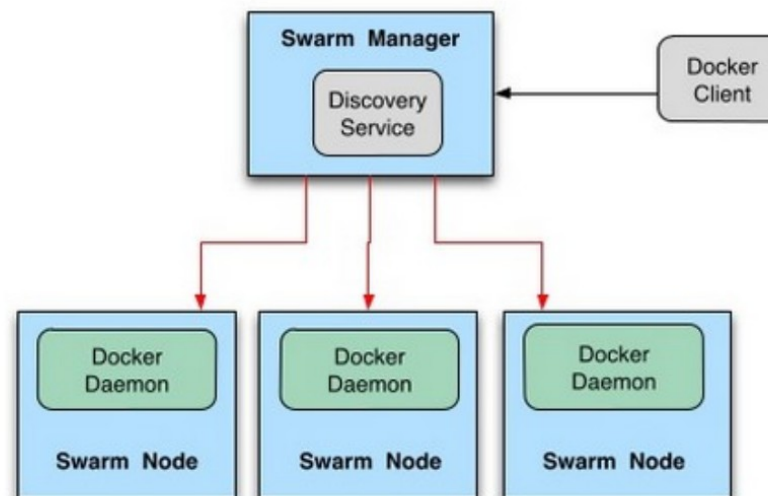 Swarm Manager
Discovery
Service
Docker
Client
Docker
Daemon
Docker
Daemon
Docker
Daemon
Swarm Node
Swarm Node
Swarm Node